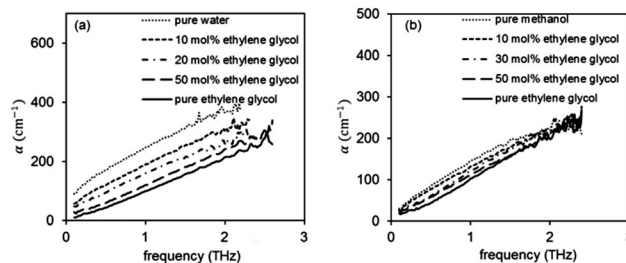 (a)
pure water
10 mol% ethylene glycol
20 mol% ethylene glycol
50 mol% ethylene glycol
pure ethylene glycol
600
400
200
0
α (cm⁻¹)
0 1 2 3
frequency (THz)
(b)
pure methanol
10 mol% ethylene glycol
30 mol% ethylene glycol
50 mol% ethylene glycol
pure ethylene glycol
500
400
300
200
100
0
α (cm⁻¹)
0 1 2 3
frequency (THz)